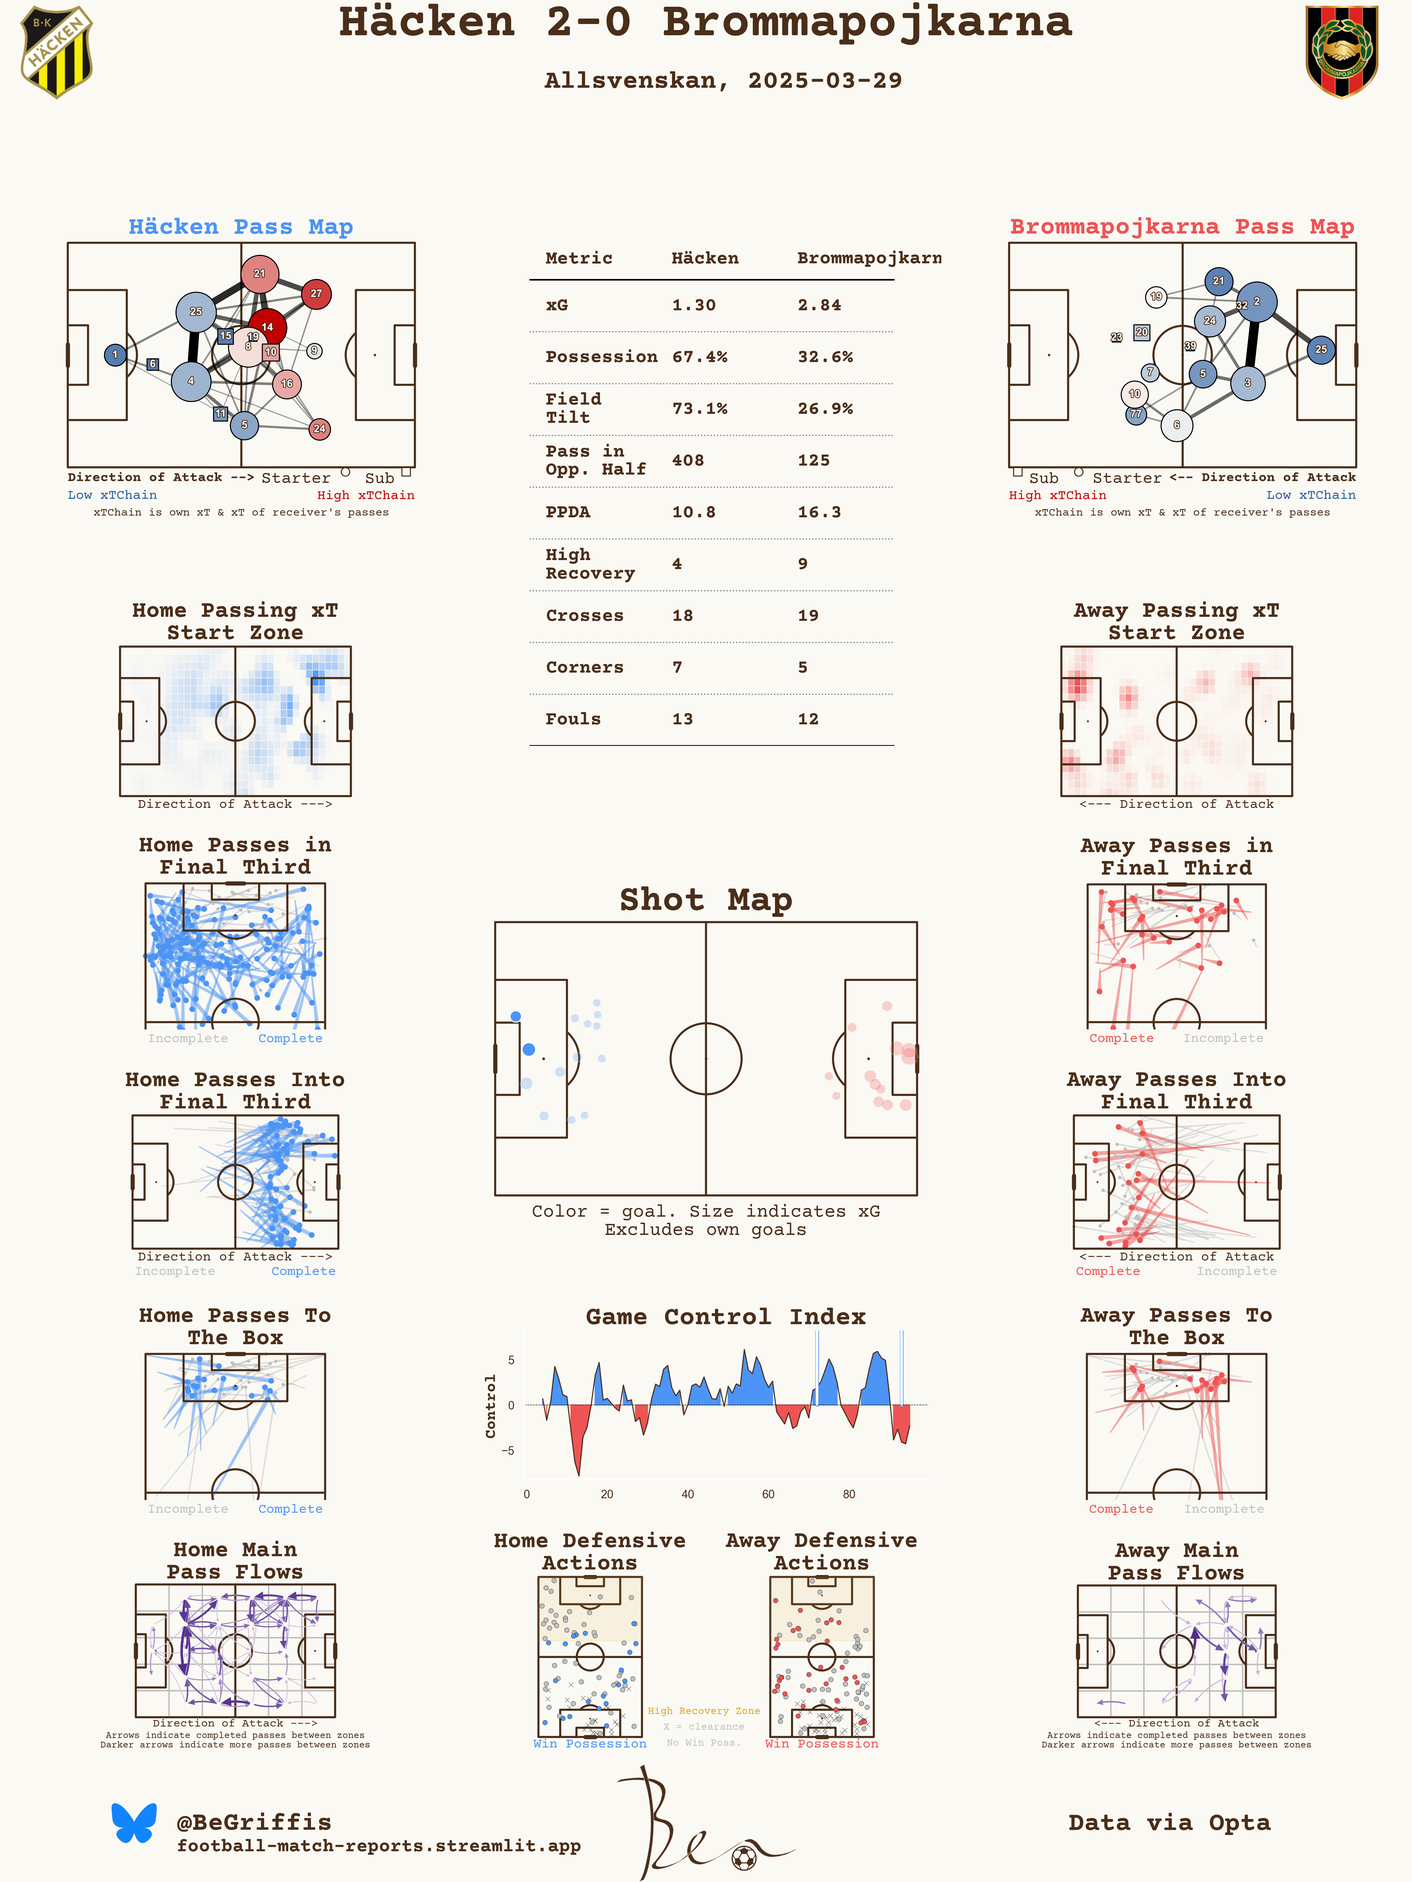 Häcken 2-0 Brommapojkarna
Allsvenskan, 2025-03-29
B·K
HÄCKEN
BROMMAPOJKARNA
Häcken Pass Map
21
27
25
14
15
19
8
10
9
1
6
4
16
11
5
24
Direction of Attack --> Starter Sub
Low xTChain High xTChain
xTChain is own xT & xT of receiver's passes
Metric Häcken Brommapojkarn
xG 1.30 2.84
Possession 67.4% 32.6%
Field
Tilt 73.1% 26.9%
Pass in
Opp. Half 408 125
PPDA 10.8 16.3
High
Recovery 4 9
Crosses 18 19
Corners 7 5
Fouls 13 12
Brommapojkarna Pass Map
21
19
2
32
24
23
20
39
25
7
5
3
10
77
6
Sub Starter <-- Direction of Attack
High xTChain Low xTChain
xTChain is own xT & xT of receiver's passes
Home Passing xT
Start Zone
Direction of Attack --->
Away Passing xT
Start Zone
<--- Direction of Attack
Home Passes in
Final Third
Incomplete Complete
Away Passes in
Final Third
Complete Incomplete
Shot Map
Color = goal. Size indicates xG
Excludes own goals
Home Passes Into
Final Third
Direction of Attack --->
Incomplete Complete
Away Passes Into
Final Third
<--- Direction of Attack
Complete Incomplete
Home Passes To
The Box
Incomplete Complete
Game Control Index
Control
5
0
−5
0 20 40 60 80
Away Passes To
The Box
Complete Incomplete
Home Main
Pass Flows
Direction of Attack --->
Arrows indicate completed passes between zones
Darker arrows indicate more passes between zones
Home Defensive
Actions
Win Possession
Away Defensive
Actions
Win Possession
High Recovery Zone
X = clearance
No Win Poss.
Away Main
Pass Flows
<--- Direction of Attack
Arrows indicate completed passes between zones
Darker arrows indicate more passes between zones
@BeGriffis
football-match-reports.streamlit.app
Ben
Data via Opta